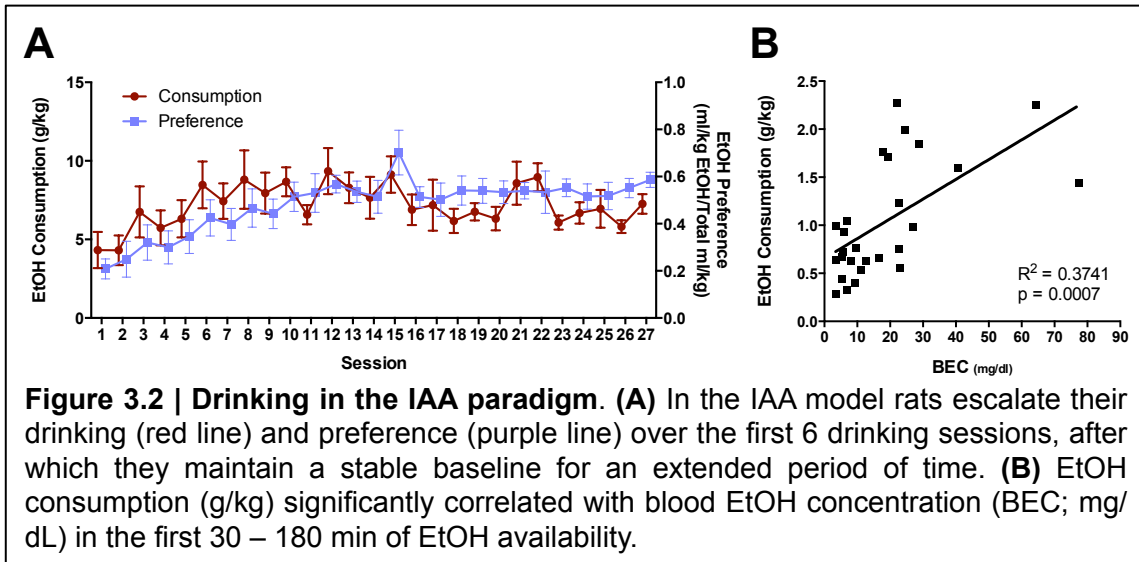 A
15
10
5
0
EtOH Consumption (g/kg)
Consumption
Preference
1.0
0.8
0.6
0.4
0.2
0.0
EtOH Preference
(ml/kg EtOH/Total ml/kg)
1 2 3 4 5 6 7 8 9 10 11 12 13 14 15 16 17 18 19 20 21 22 23 24 25 26 27
Session
B
2.5
2.0
1.5
1.0
0.5
0.0
EtOH Consumption (g/kg)
R2 = 0.3741
p = 0.0007
0 10 20 30 40 50 60 70 80 90
BEC (mg/dl)
Figure 3.2 | Drinking in the IAA paradigm. (A) In the IAA model rats escalate their
drinking (red line) and preference (purple line) over the first 6 drinking sessions, after
which they maintain a stable baseline for an extended period of time. (B) EtOH
consumption (g/kg) significantly correlated with blood EtOH concentration (BEC; mg/
dL) in the first 30 – 180 min of EtOH availability.